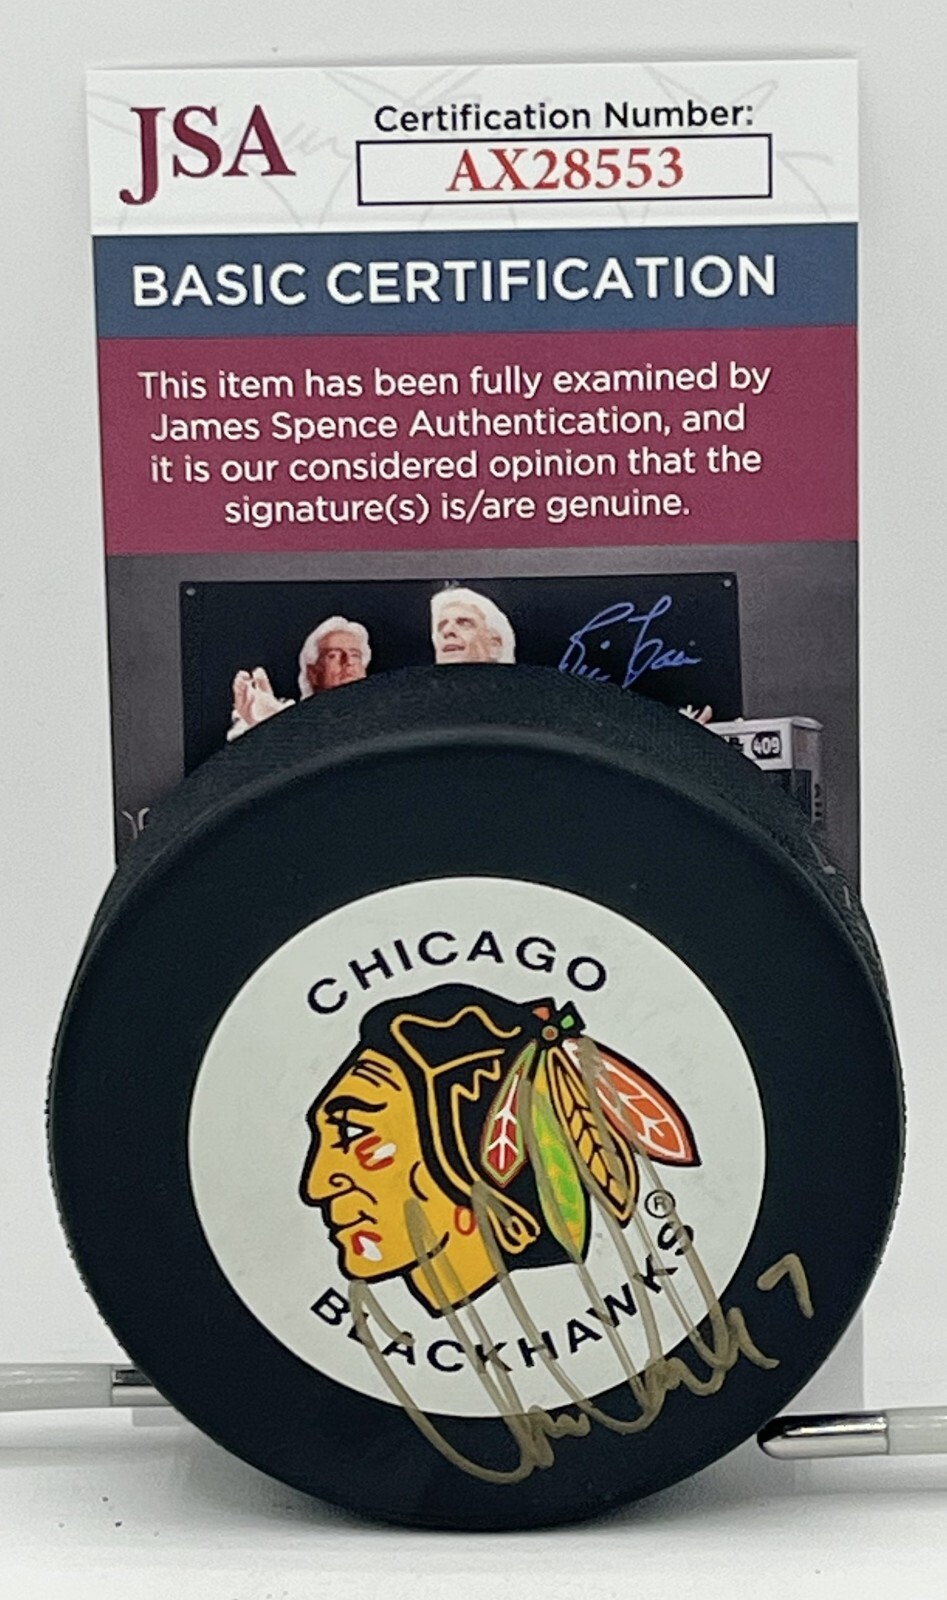 JSA
Certification Number:
AX28553
BASIC CERTIFICATION
This item has been fully examined by
James Spence Authentication, and
it is our considered opinion that the
signature(s) is/are genuine.
409
CHICAGO
®
BLACKHAWKS
7